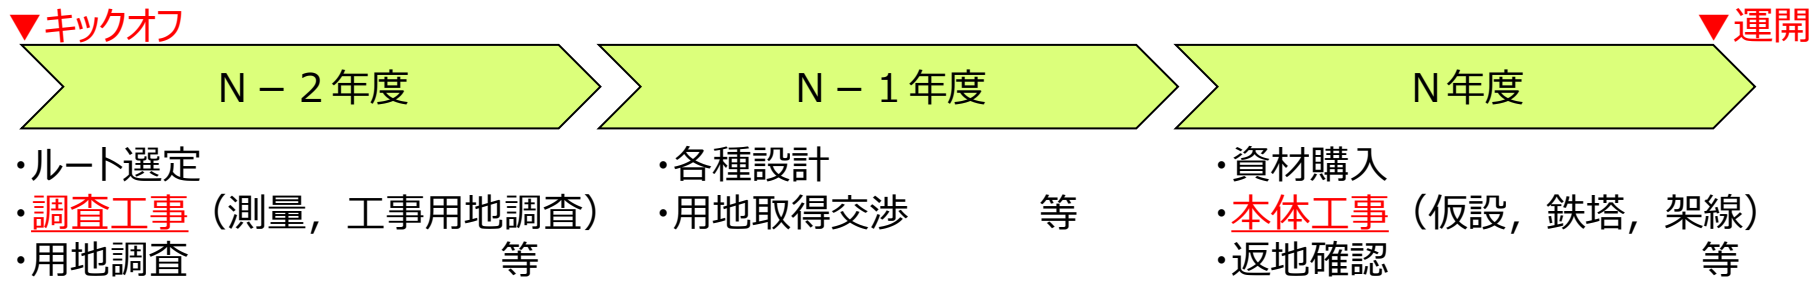 ▼キックオフ
▼運開
N－２年度
N－１年度
N年度
・ルート選定
・調査工事（測量，工事用地調査）
・用地調査 等
・各種設計
・用地取得交渉 等
・資材購入
・本体工事（仮設，鉄塔，架線）
・返地確認 等